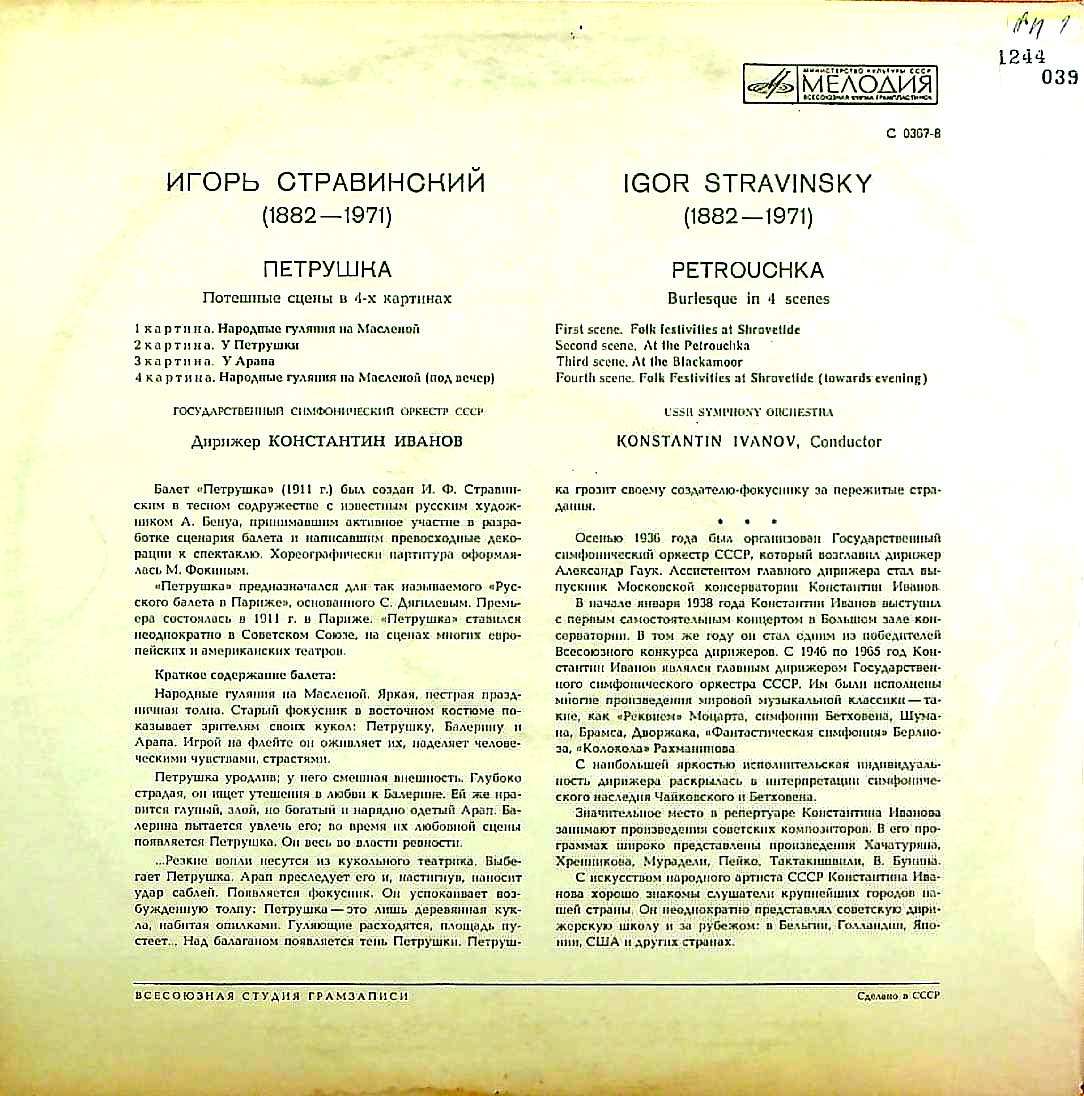 1244
039
МИНИСТЕРСТВО КУЛЬТУРЫ СССР
МЕЛОДИЯ
ВСЕСОЮЗНАЯ ФИРМА ГРАМПЛАСТИНОК
С 0367-8
ИГОРЬ СТРАВИНСКИЙ
(1882—1971)
ПЕТРУШКА
Потешные сцены в 4-х картинах
1 картина. Народные гуляния на Масленой
2 картина. У Петрушки
3 картина. У Арапа
4 картина. Народные гуляния на Масленой (под вечер)
ГОСУДАРСТВЕННЫЙ СИМФОНИЧЕСКИЙ ОРКЕСТР СССР
Дирижер КОНСТАНТИН ИВАНОВ
IGOR STRAVINSKY
(1882—1971)
PETROUCHKA
Burlesque in 4 scenes
First scene. Folk festivities at Shrovetide
Second scene. At the Petrouchka
Third scene. At the Blackamoor
Fourth scene. Folk Festivities at Shrovetide (towards evening)
USSR SYMPHONY ORCHESTRA
KONSTANTIN IVANOV, Conductor
Балет «Петрушка» (1911 г.) был создан И. Ф. Стравин-
ским в тесном содружестве с известным русским худож-
ником А. Бенуа, принимавшим активное участие в разра-
ботке сценария балета и написавшим превосходные деко-
рации к спектаклю. Хореографически партитура оформля-
лась М. Фокиным.
«Петрушка» предназначался для так называемого «Рус-
ского балета в Париже», основанного С. Дягилевым. Премь-
ера состоялась в 1911 г. в Париже. «Петрушка» ставился
неоднократно в Советском Союзе, на сценах многих евро-
пейских и американских театров.
Краткое содержание балета:
Народные гуляния на Масленой. Яркая, пестрая празд-
ничная толпа. Старый фокусник в восточном костюме по-
казывает зрителям своих кукол: Петрушку, Балерину и
Арапа. Игрой на флейте он оживляет их, наделяет челове-
ческими чувствами, страстями.
Петрушка уродлив; у него смешная внешность. Глубоко
страдая, он ищет утешения в любви к Балерине. Ей же нра-
вится глупый, злой, но богатый и нарядно одетый Арап. Ба-
лерина пытается увлечь его; во время их любовной сцены
появляется Петрушка. Он весь во власти ревности.
...Резкие вопли несутся из кукольного театрика. Выбе-
гает Петрушка. Арап преследует его и, настигнув, наносит
удар саблей. Появляется фокусник. Он успокаивает воз-
бужденную толпу: Петрушка — это лишь деревянная кук-
ла, набитая опилками. Гуляющие расходятся, площадь пу-
стеет... Над балаганом появляется тень Петрушки. Петруш-
ка грозит своему создателю-фокуснику за пережитые стра-
дания.
• • •
Осенью 1936 года был организован Государственный
симфонический оркестр СССР, который возглавил дирижер
Александр Гаук. Ассистентом главного дирижера стал вы-
пускник Московской консерватории Константин Иванов.
В начале января 1938 года Константин Иванов выступил
с первым самостоятельным концертом в Большом зале кон-
серватории. В том же году он стал одним из победителей
Всесоюзного конкурса дирижеров. С 1946 по 1965 год Кон-
стантин Иванов являлся главным дирижером Государствен-
ного симфонического оркестра СССР. Им были исполнены
многие произведения мировой музыкальной классики — та-
кие, как «Реквием» Моцарта, симфонии Бетховена, Шума-
на, Брамса, Дворжака, «Фантастическая симфония» Берлио-
за, «Колокола» Рахманинова
С наибольшей яркостью исполнительская индивидуаль-
ность дирижера раскрылась в интерпретации симфониче-
ского наследия Чайковского и Бетховена.
Значительное место в репертуаре Константина Иванова
занимают произведения советских композиторов. В его про-
граммах широко представлены произведения Хачатуряна,
Хренникова, Мурадели, Пейко, Тактакишвили, В. Бунина.
С искусством народного артиста СССР Константина Ива-
нова хорошо знакомы слушатели крупнейших городов на-
шей страны. Он неоднократно представлял советскую дири-
жерскую школу и за рубежом: в Бельгии, Голландии, Япо-
нии, США и других странах.
ВСЕСОЮЗНАЯ СТУДИЯ ГРАМЗАПИСИ
Сделано в СССР